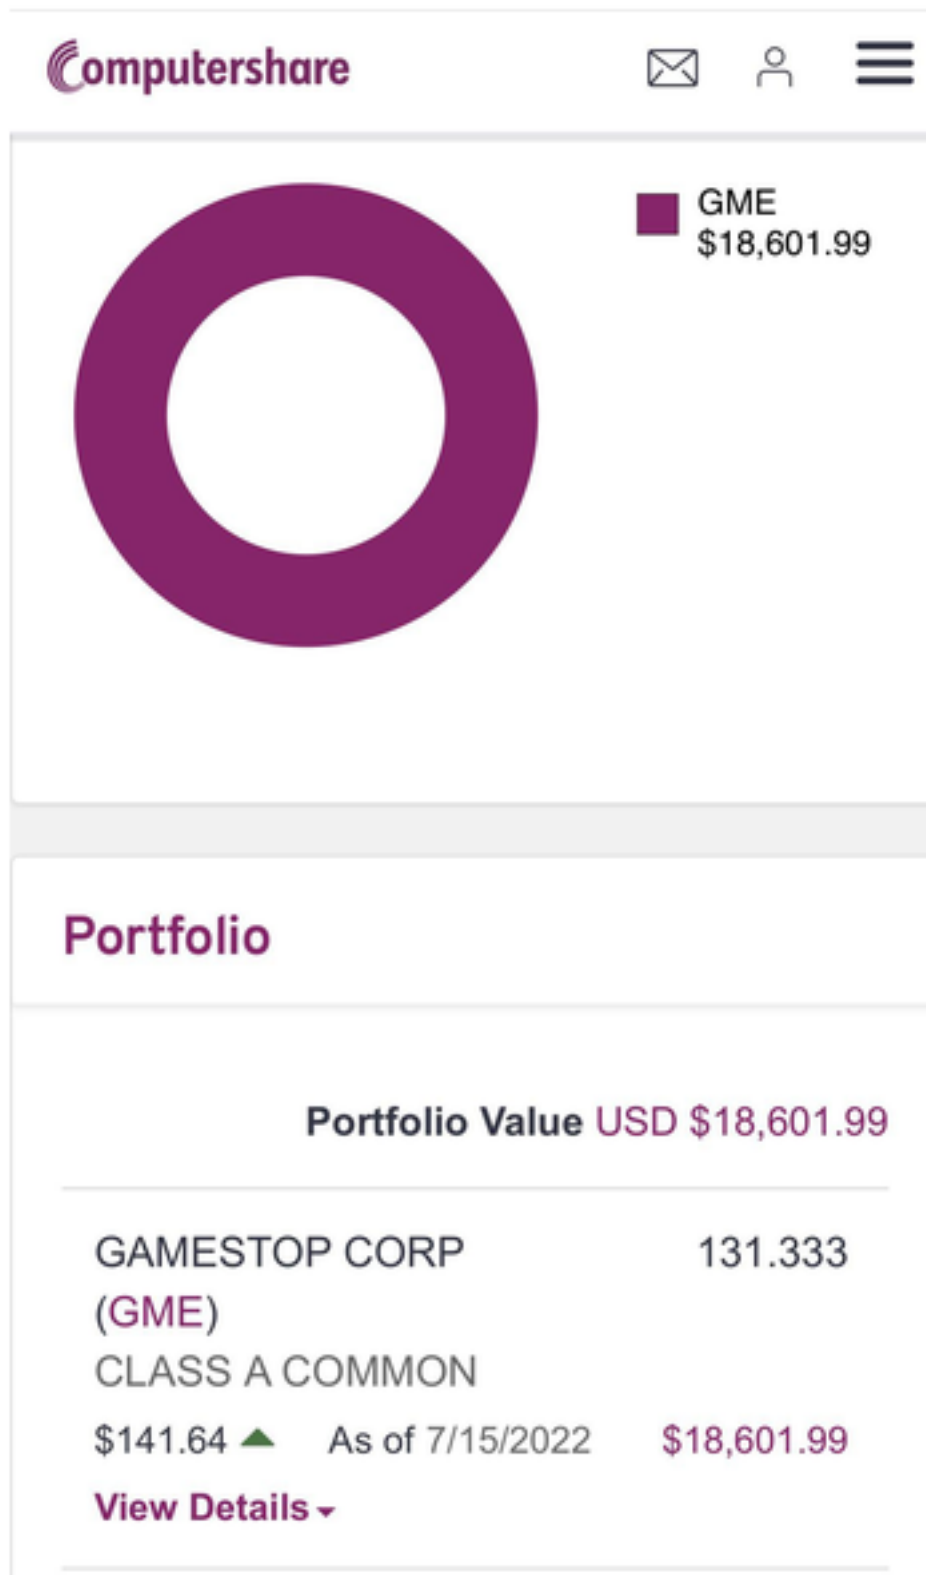 Computershare
GME
$18,601.99
Portfolio
Portfolio Value USD $18,601.99
GAMESTOP CORP 131.333
(GME)
CLASS A COMMON
$141.64 As of 7/15/2022 $18,601.99
View Details